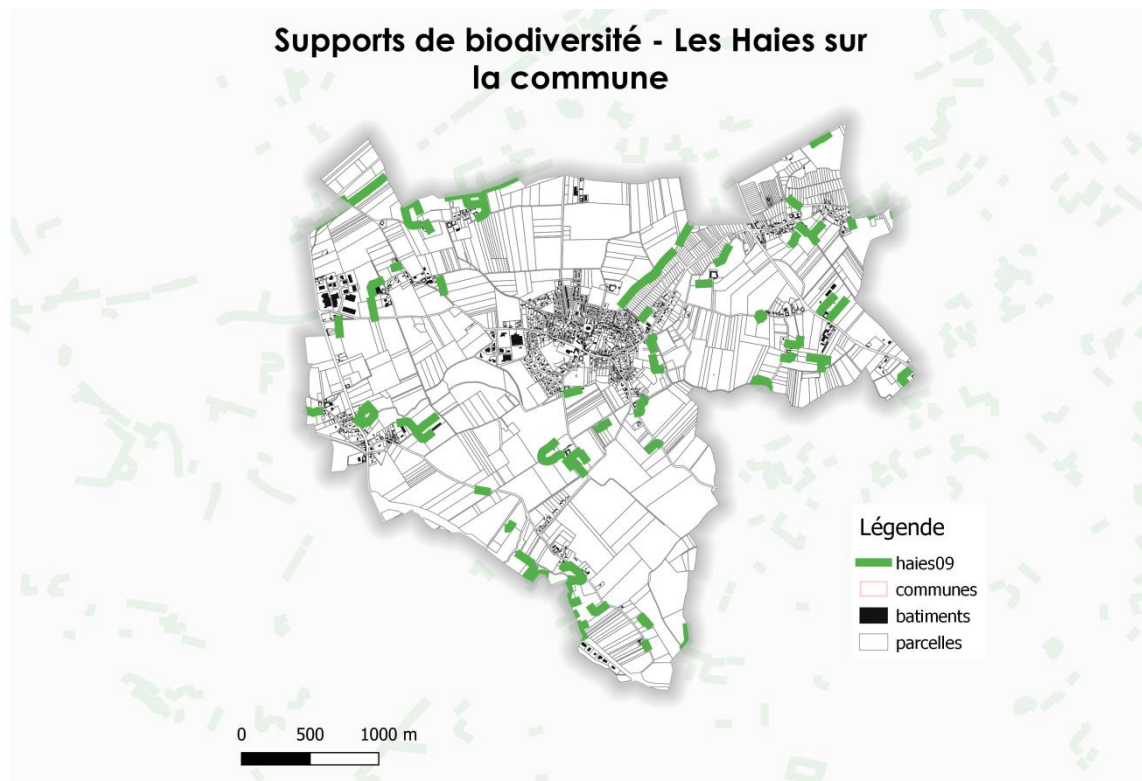 Supports de biodiversité - Les Haies sur
la commune
Légende
haies09
communes
batiments
parcelles
0 500 1000 m